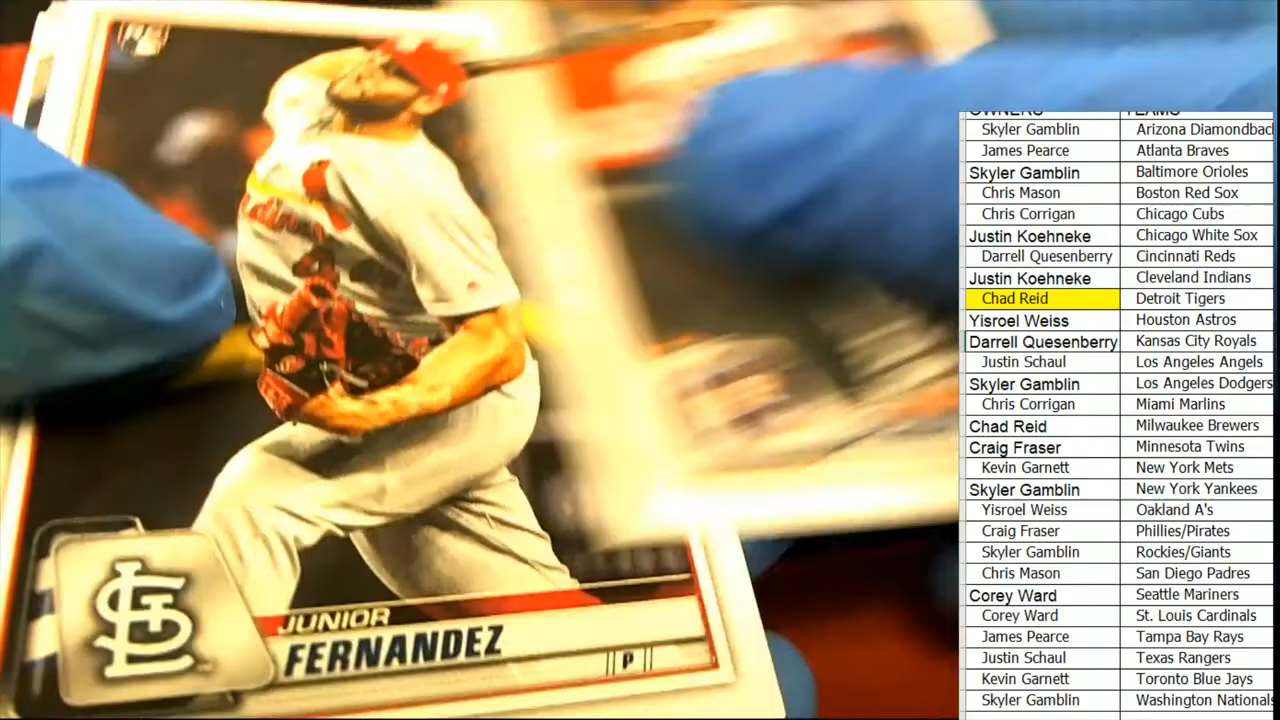 OWNERS TEAMS
Skyler Gamblin Arizona Diamondbac
James Pearce Atlanta Braves
Skyler Gamblin Baltimore Orioles
Chris Mason Boston Red Sox
Chris Corrigan Chicago Cubs
Justin Koehneke Chicago White Sox
Darrell Quesenberry Cincinnati Reds
Justin Koehneke Cleveland Indians
Chad Reid Detroit Tigers
Yisroel Weiss Houston Astros
Darrell Quesenberry Kansas City Royals
Justin Schaul Los Angeles Angels
Skyler Gamblin Los Angeles Dodgers
Chris Corrigan Miami Marlins
Chad Reid Milwaukee Brewers
Craig Fraser Minnesota Twins
Kevin Garnett New York Mets
Skyler Gamblin New York Yankees
Yisroel Weiss Oakland A's
Craig Fraser Phillies/Pirates
Skyler Gamblin Rockies/Giants
Chris Mason San Diego Padres
Corey Ward Seattle Mariners
Corey Ward St. Louis Cardinals
James Pearce Tampa Bay Rays
Justin Schaul Texas Rangers
Kevin Garnett Toronto Blue Jays
Skyler Gamblin Washington Nationals
STL
JUNIOR
FERNANDEZ
P